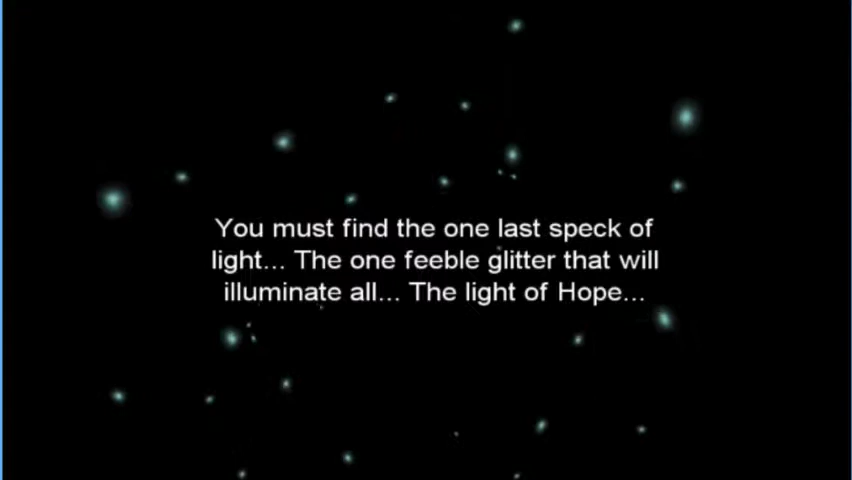 You must find the one last speck of
light... The one feeble glitter that will
illuminate all... The light of Hope...